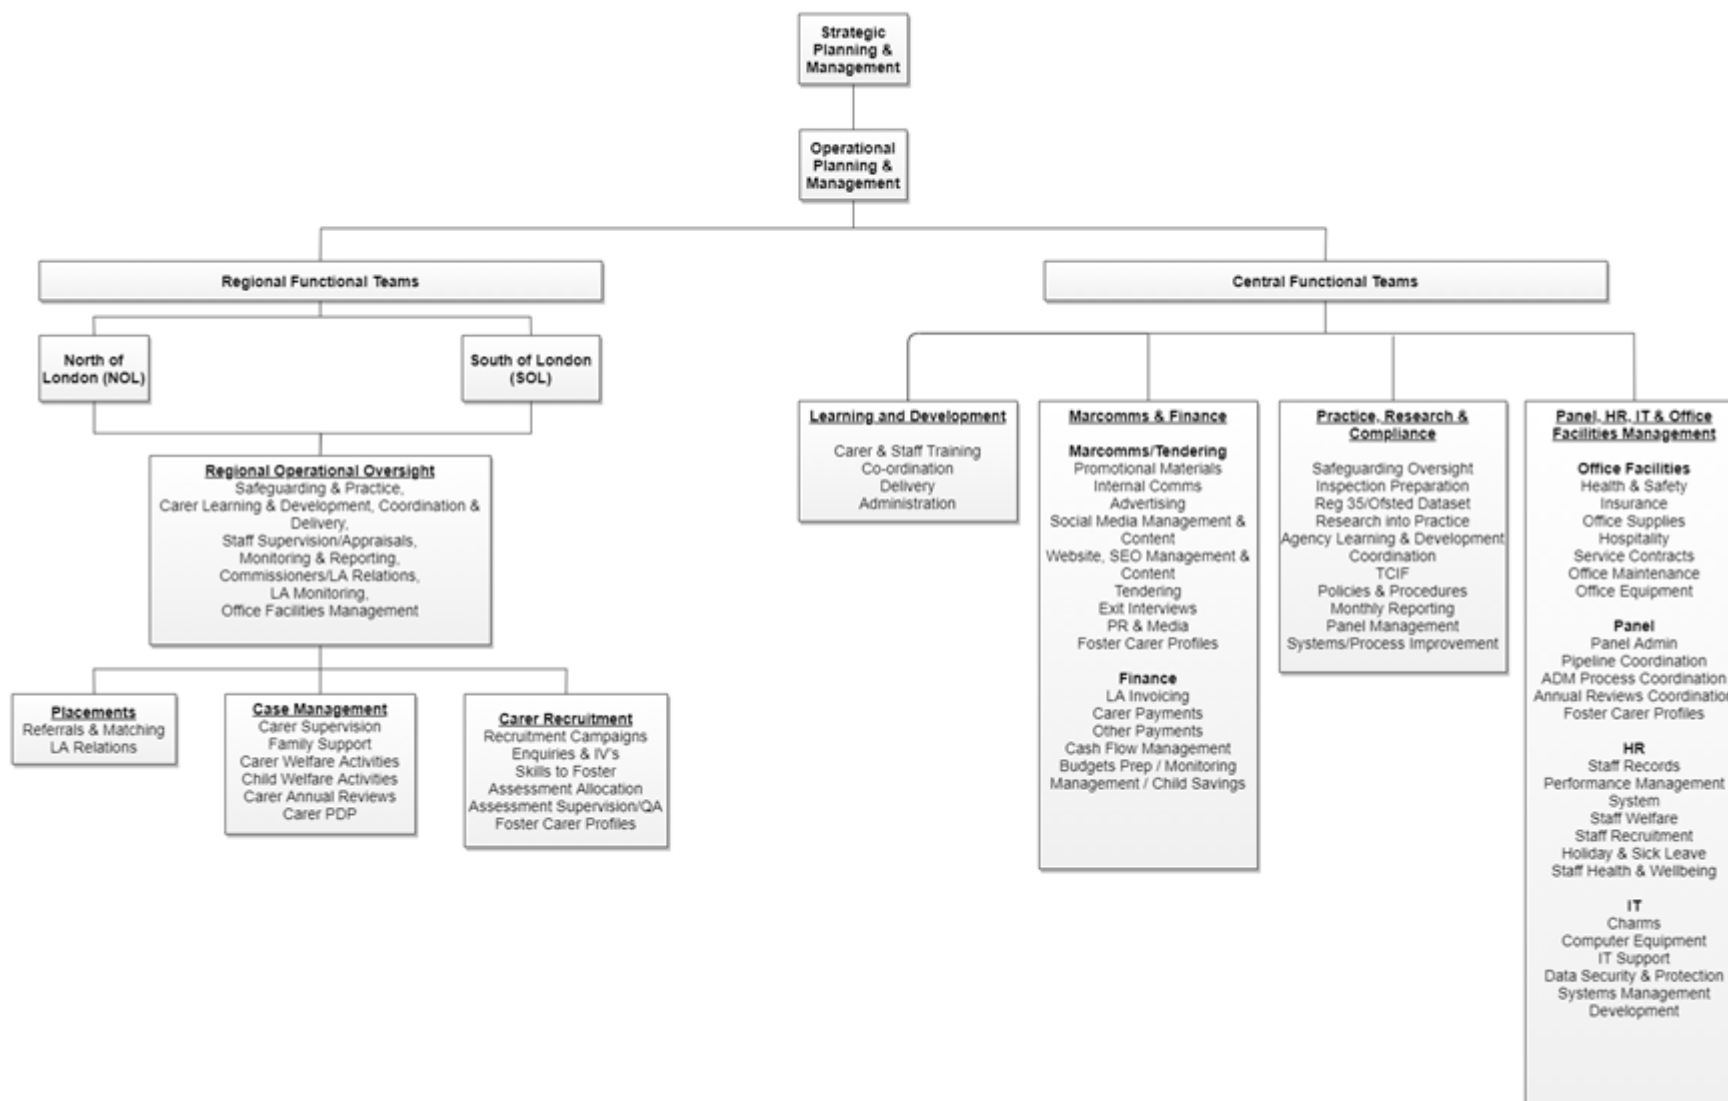 Strategic
Planning &
Management
Operational
Planning &
Management
Regional Functional Teams
Central Functional Teams
North of
London (NOL)
South of London
(SOL)
Regional Operational Oversight
Safeguarding & Practice,
Carer Learning & Development, Coordination &
Delivery,
Staff Supervision/Appraisals,
Monitoring & Reporting,
Commissioners/LA Relations,
LA Monitoring,
Office Facilities Management
Placements
Referrals & Matching
LA Relations
Case Management
Carer Supervision
Family Support
Carer Welfare Activities
Child Welfare Activities
Carer Annual Reviews
Carer PDP
Carer Recruitment
Recruitment Campaigns
Enquiries & IV's
Skills to Foster
Assessment Allocation
Assessment Supervision/QA
Foster Carer Profiles
Learning and Development
Carer & Staff Training
Co-ordination
Delivery
Administration
Marcomms & Finance
Marcomms/Tendering
Promotional Materials
Internal Comms
Advertising
Social Media Management &
Content
Website, SEO Management &
Content
Tendering
Exit Interviews
PR & Media
Foster Carer Profiles
Finance
LA Invoicing
Carer Payments
Other Payments
Cash Flow Management
Budgets Prep / Monitoring
Management / Child Savings
Practice, Research &
Compliance
Safeguarding Oversight
Inspection Preparation
Reg 35/Ofsted Dataset
Research into Practice
Agency Learning & Development
Coordination
TCIF
Policies & Procedures
Monthly Reporting
Panel Management
Systems/Process Improvement
Panel, HR, IT & Office
Facilities Management
Office Facilities
Health & Safety
Insurance
Office Supplies
Hospitality
Service Contracts
Office Maintenance
Office Equipment
Panel
Panel Admin
Pipeline Coordination
ADM Process Coordination
Annual Reviews Coordination
Foster Carer Profiles
HR
Staff Records
Performance Management
System
Staff Welfare
Staff Recruitment
Holiday & Sick Leave
Staff Health & Wellbeing
IT
Charms
Computer Equipment
IT Support
Data Security & Protection
Systems Management
Development